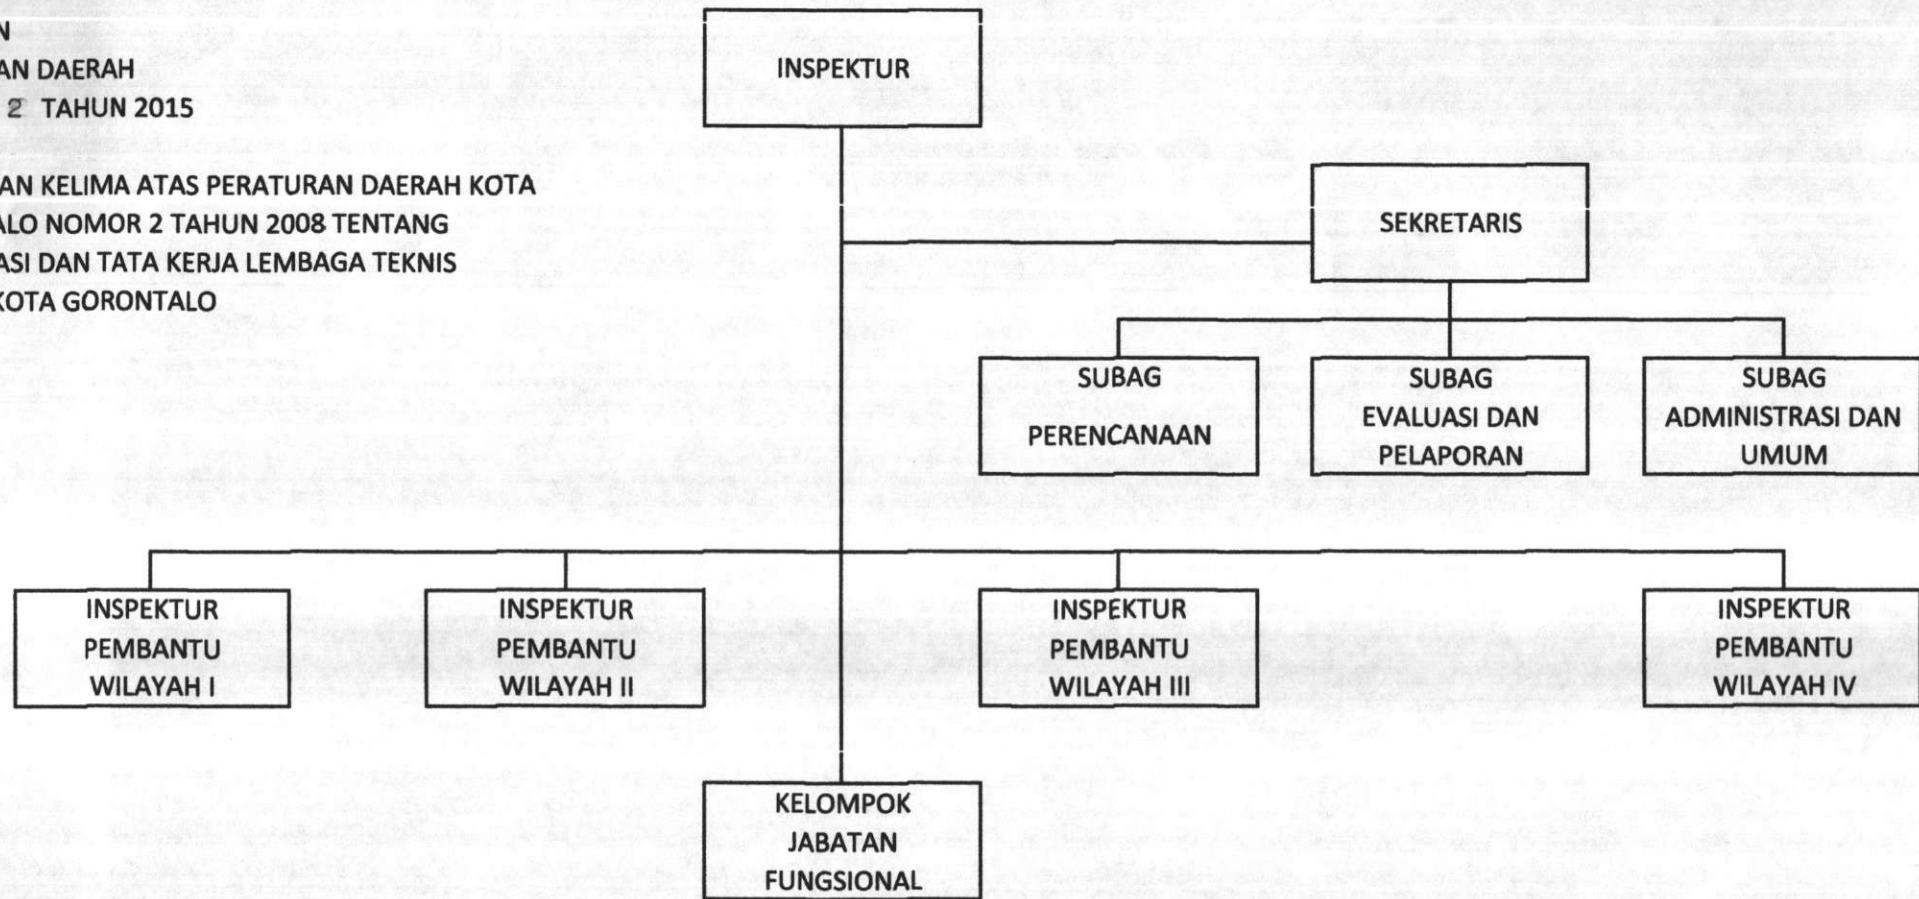 N
AN DAERAH
2 TAHUN 2015
AN KELIMA ATAS PERATURAN DAERAH KOTA
ALO NOMOR 2 TAHUN 2008 TENTANG
ASI DAN TATA KERJA LEMBAGA TEKNIS
KOTA GORONTALO
INSPEKTUR
SEKRETARIS
SUBAG
PERENCANAAN
SUBAG
EVALUASI DAN
PELAPORAN
SUBAG
ADMINISTRASI DAN
UMUM
INSPEKTUR
PEMBANTU
WILAYAH I
INSPEKTUR
PEMBANTU
WILAYAH II
INSPEKTUR
PEMBANTU
WILAYAH III
INSPEKTUR
PEMBANTU
WILAYAH IV
KELOMPOK
JABATAN
FUNGSIONAL